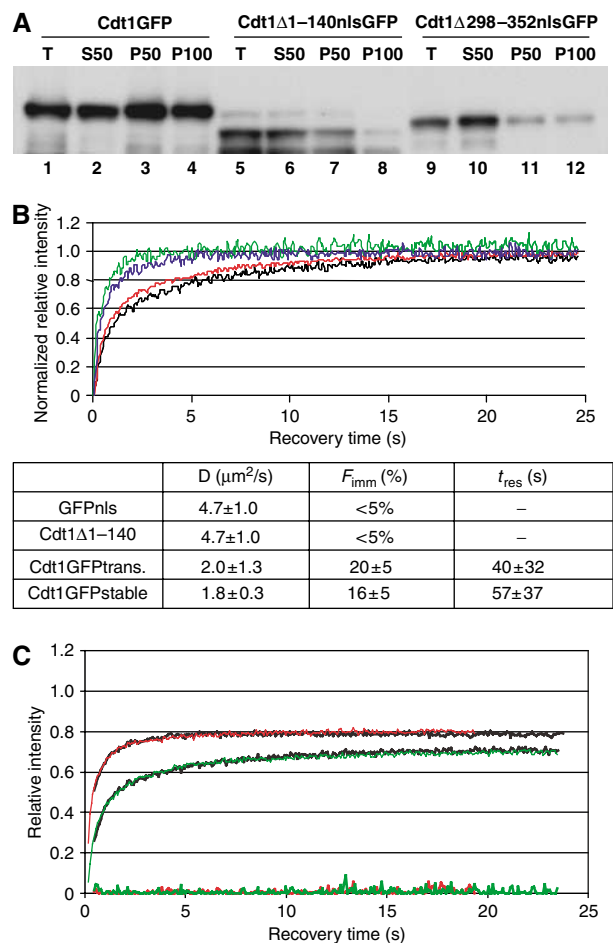 A
Cdt1GFP Cdt1Δ1–140nlsGFP Cdt1Δ298–352nlsGFP
T S50 P50 P100 T S50 P50 P100 T S50 P50 P100
1 2 3 4 5 6 7 8 9 10 11 12
B
Normalized relative intensity
1.2
1.0
0.8
0.6
0.4
0.2
0
0 5 10 15 20 25
Recovery time (s)
D (μm²/s) F_imm (%) t_res (s)
GFPnls 4.7±1.0 <5% –
Cdt1Δ1–140 4.7±1.0 <5% –
Cdt1GFPtrans. 2.0±1.3 20±5 40±32
Cdt1GFPstable 1.8±0.3 16±5 57±37
C
Relative intensity
1.2
1.0
0.8
0.6
0.4
0.2
0
0 5 10 15 20 25
Recovery time (s)